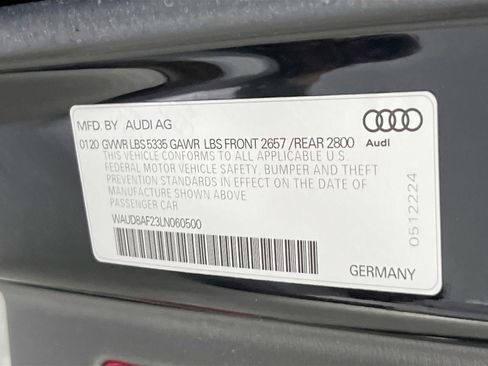 MFD. BY AUDI AG
Audi
0120 GVWR LBS 5335 GAWR LBS FRONT 2657 / REAR 2800
THIS VEHICLE CONFORMS TO ALL APPLICABLE U.S.
FEDERAL MOTOR VEHICLE SAFETY, BUMPER AND THEFT
PREVENTION STANDARDS IN EFFECT ON THE DATE OF
MANUFACTURE SHOWN ABOVE.
PASSENGER CAR
WAUD8AF23LN060500
0512224
GERMANY